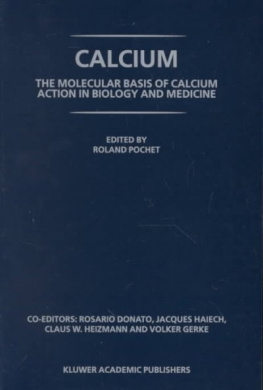 CALCIUM
THE MOLECULAR BASIS OF CALCIUM
ACTION IN BIOLOGY AND MEDICINE
EDITED BY
ROLAND POCHET
CO-EDITORS: ROSARIO DONATO, JACQUES HAIECH,
CLAUS W. HEIZMANN AND VOLKER GERKE
KLUWER ACADEMIC PUBLISHERS